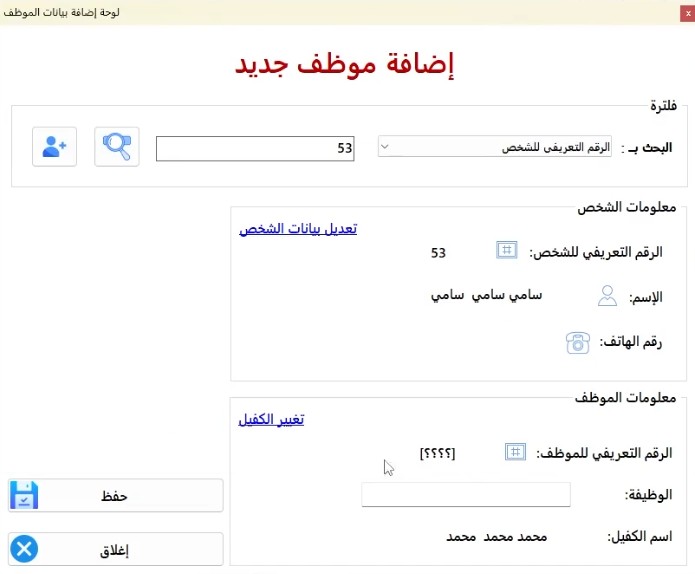 لوحة إضافة بيانات الموظف
إضافة موظف جديد
فلترة
البحث بـ : الرقم التعريفي للشخص 53
معلومات الشخص
تعديل بيانات الشخص
الرقم التعريفي للشخص: 53
الإسم: سامي سامي سامي
رقم الهاتف:
معلومات الموظف
تغيير الكفيل
الرقم التعريفي للموظف: [؟؟؟؟]
الوظيفة:
اسم الكفيل: محمد محمد محمد
حفظ
إغلاق